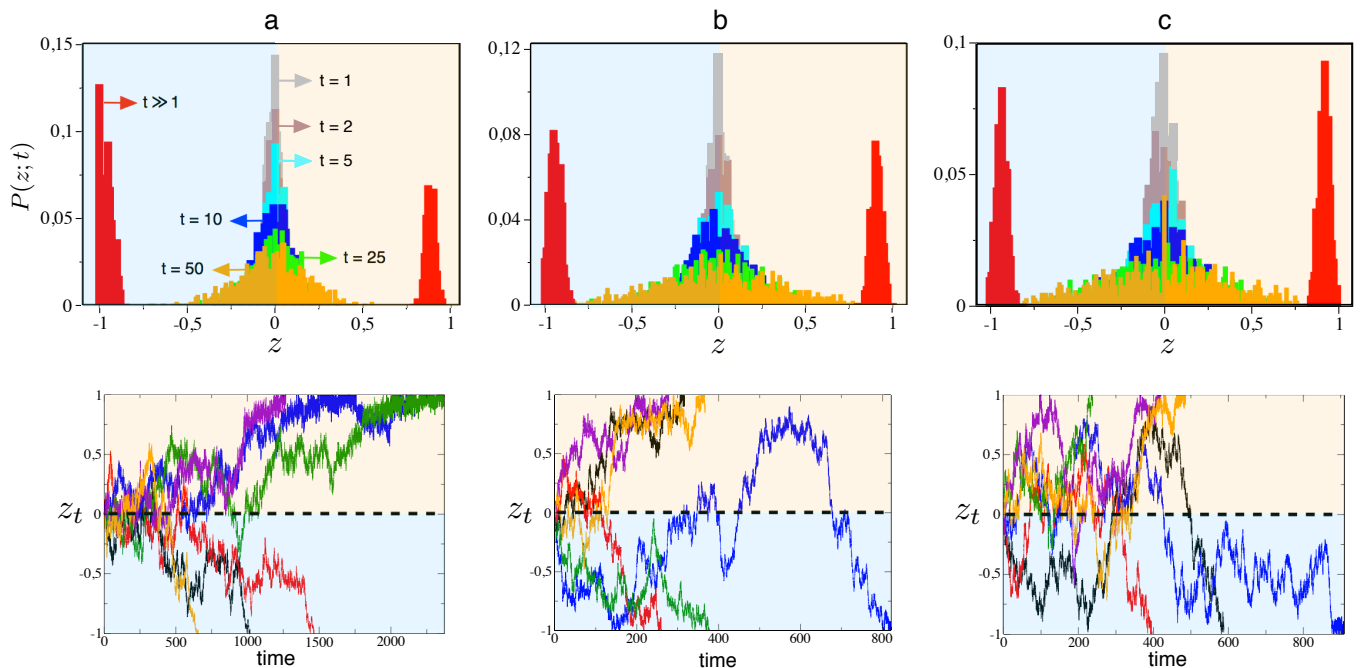 a
b
c
0,15
0,1
0,05
0
P(z;t)
t ≫ 1
t = 1
t = 2
t = 5
t = 10
t = 25
t = 50
-1 -0,5 0 0,5 1
z
0,12
0,08
0,04
0
-1 -0,5 0 0,5 1
z
0,1
0,05
0
-1 -0,5 0 0,5 1
z
1
0.5
0
-0.5
-1
z_t
0 500 1000 1500 2000
time
1
0.5
0
-0.5
-1
z_t
0 200 400 600 800
time
1
0.5
0
-0.5
-1
z_t
0 200 400 600 800
time